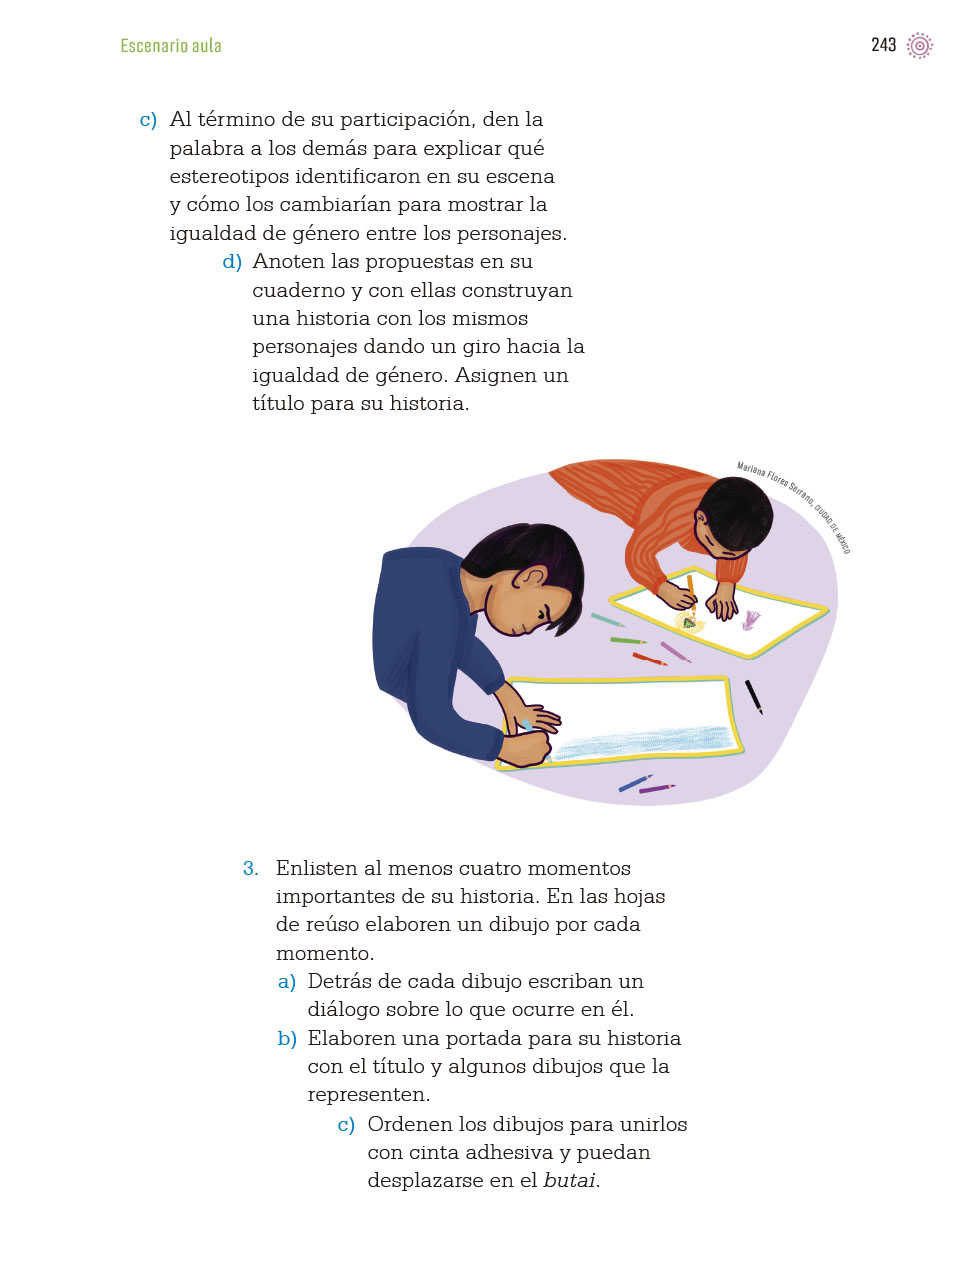 Escenario aula
243
c) Al término de su participación, den la
palabra a los demás para explicar qué
estereotipos identificaron en su escena
y cómo los cambiarían para mostrar la
igualdad de género entre los personajes.
d) Anoten las propuestas en su
cuaderno y con ellas construyan
una historia con los mismos
personajes dando un giro hacia la
igualdad de género. Asignen un
título para su historia.
Mariana Flores Serrano, CIUDAD DE MÉXICO
3. Enlisten al menos cuatro momentos
importantes de su historia. En las hojas
de reúso elaboren un dibujo por cada
momento.
a) Detrás de cada dibujo escriban un
diálogo sobre lo que ocurre en él.
b) Elaboren una portada para su historia
con el título y algunos dibujos que la
representen.
c) Ordenen los dibujos para unirlos
con cinta adhesiva y puedan
desplazarse en el butai.